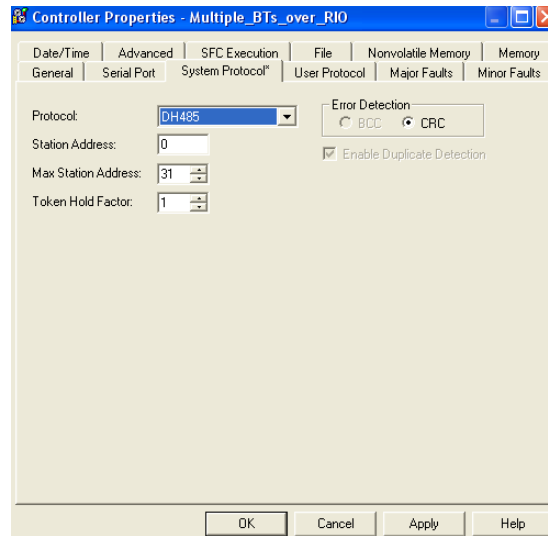 Controller Properties - Multiple_BTs_over_RIO
Date/Time Advanced SFC Execution File Nonvolatile Memory Memory
General Serial Port System Protocol* User Protocol Major Faults Minor Faults
Protocol: DH485
Error Detection
BCC CRC
Station Address: 0
Enable Duplicate Detection
Max Station Address: 31
Token Hold Factor: 1
OK Cancel Apply Help